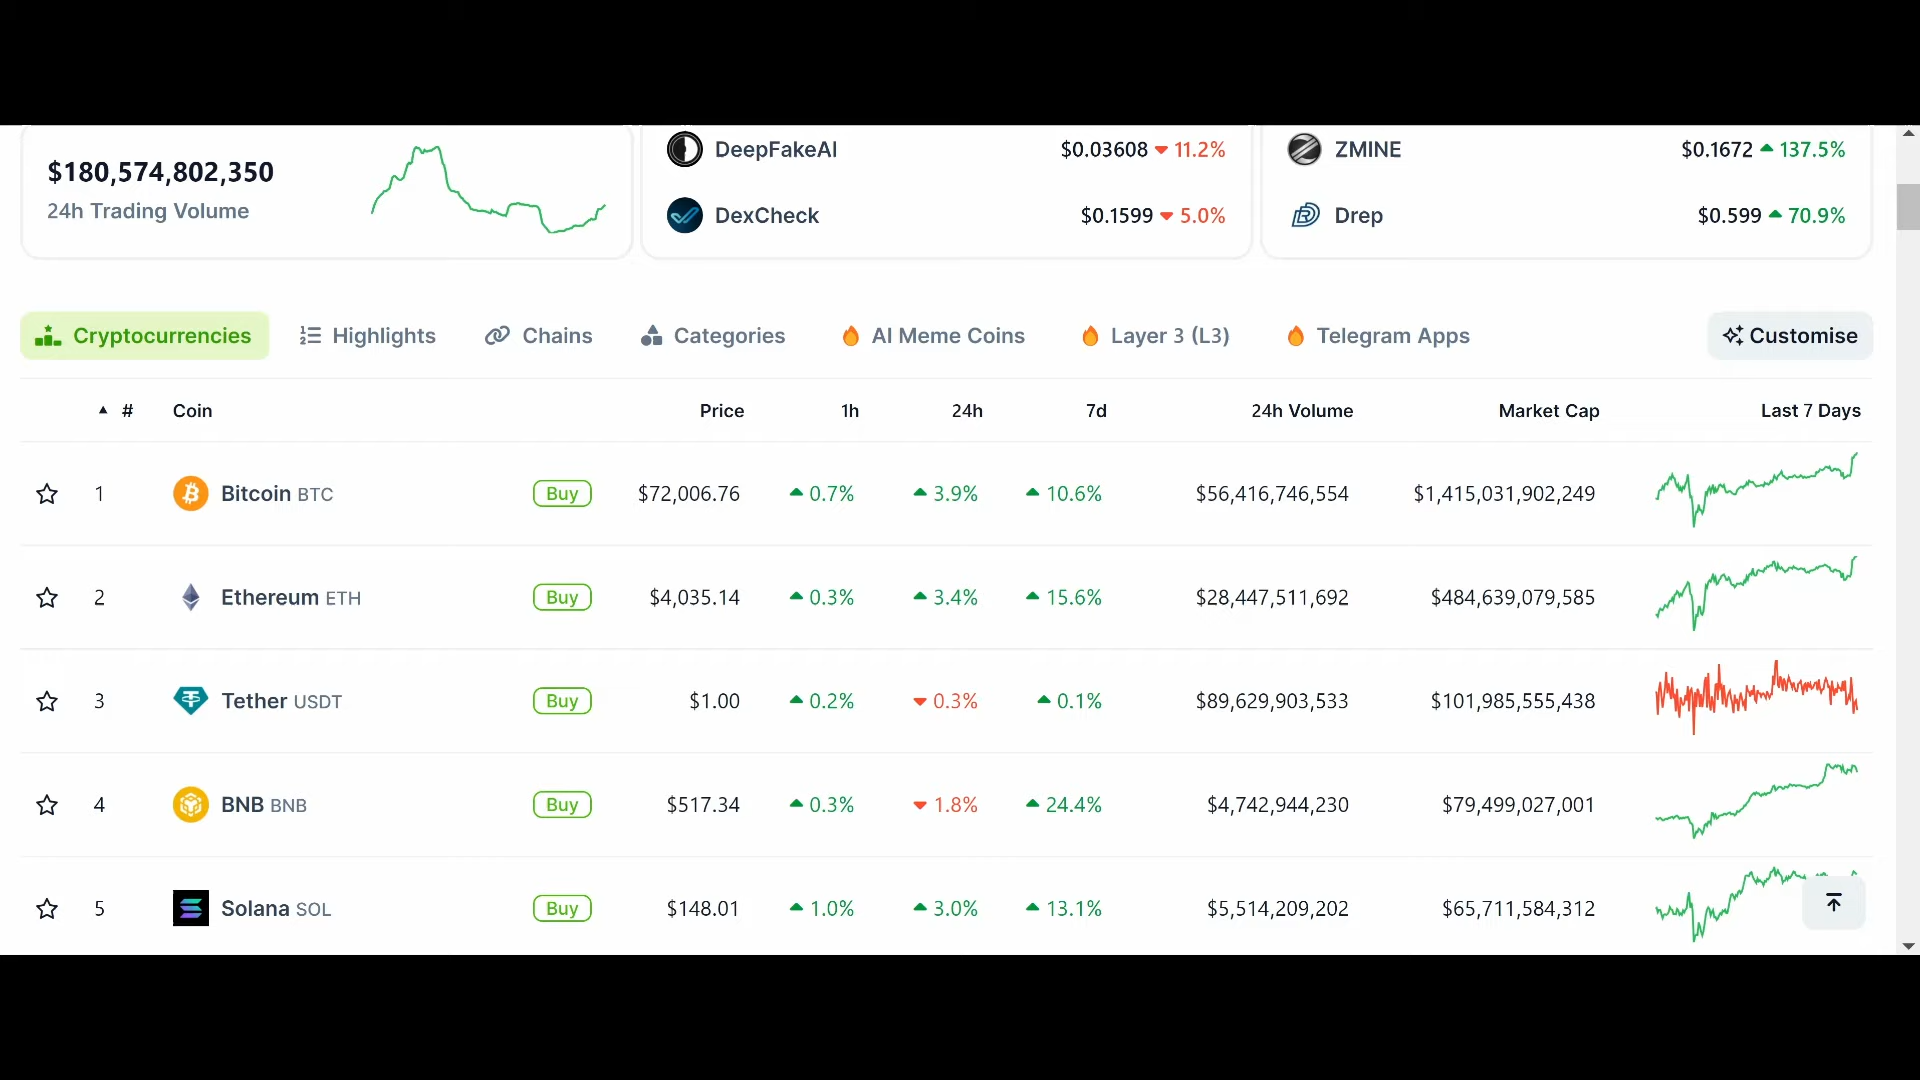 $180,574,802,350
24h Trading Volume
DeepFakeAI $0.03608 11.2%
DexCheck $0.1599 5.0%
ZMINE $0.1672 137.5%
Drep $0.599 70.9%
Cryptocurrencies Highlights Chains Categories AI Meme Coins Layer 3 (L3) Telegram Apps Customise
# Coin Price 1h 24h 7d 24h Volume Market Cap Last 7 Days
1 Bitcoin BTC Buy $72,006.76 0.7% 3.9% 10.6% $56,416,746,554 $1,415,031,902,249
2 Ethereum ETH Buy $4,035.14 0.3% 3.4% 15.6% $28,447,511,692 $484,639,079,585
3 Tether USDT Buy $1.00 0.2% 0.3% 0.1% $89,629,903,533 $101,985,555,438
4 BNB BNB Buy $517.34 0.3% 1.8% 24.4% $4,742,944,230 $79,499,027,001
5 Solana SOL Buy $148.01 1.0% 3.0% 13.1% $5,514,209,202 $65,711,584,312